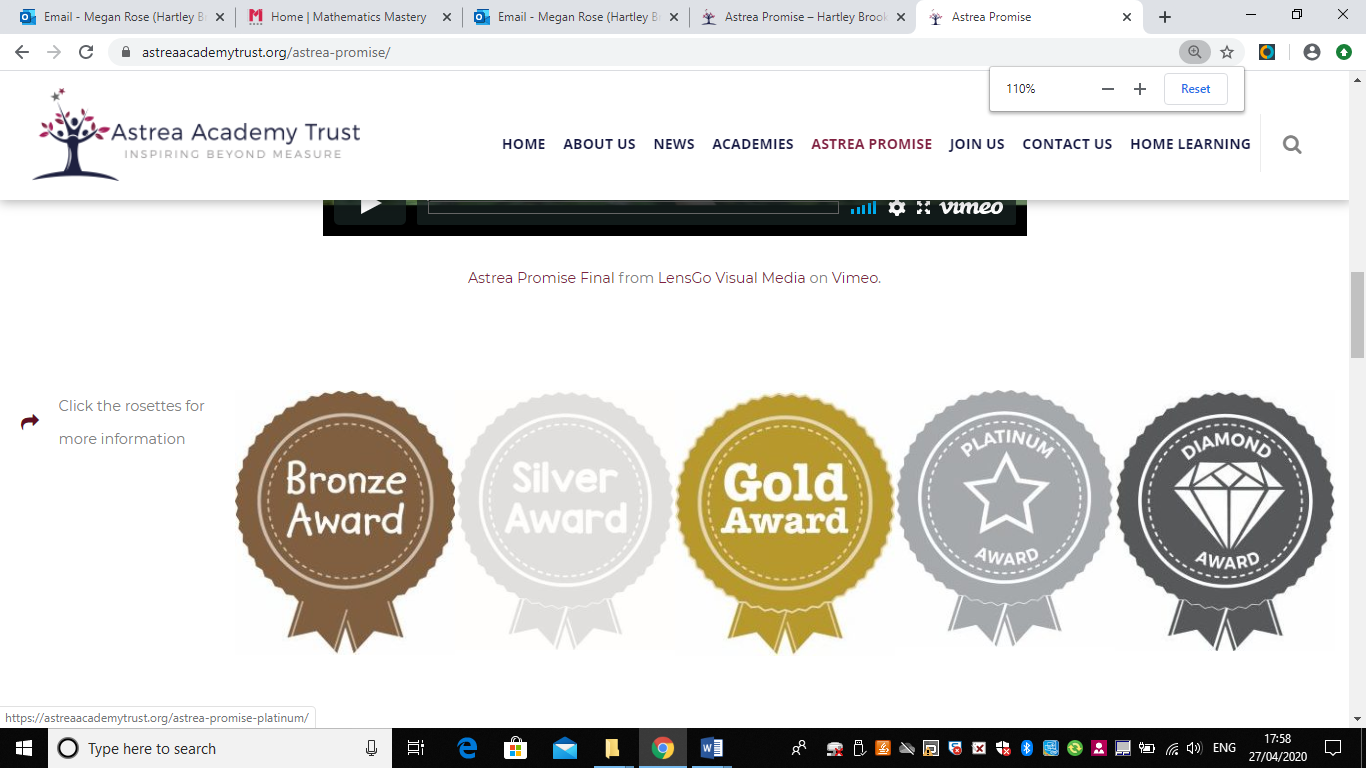 Email - Megan Rose (Hartley B
Home | Mathematics Mastery
Email - Megan Rose (Hartley B
Astrea Promise – Hartley Brook
Astrea Promise
astreaacademytrust.org/astrea-promise/
110%
Reset
Astrea Academy Trust
INSPIRING BEYOND MEASURE
HOME ABOUT US NEWS ACADEMIES ASTREA PROMISE JOIN US CONTACT US HOME LEARNING
vimeo
Astrea Promise Final from LensGo Visual Media on Vimeo.
Click the rosettes for
more information
Bronze
Award
Silver
Award
Gold
Award
PLATINUM
AWARD
DIAMOND
AWARD
https://astreaacademytrust.org/astrea-promise-platinum/
Type here to search
ENG
17:58
27/04/2020